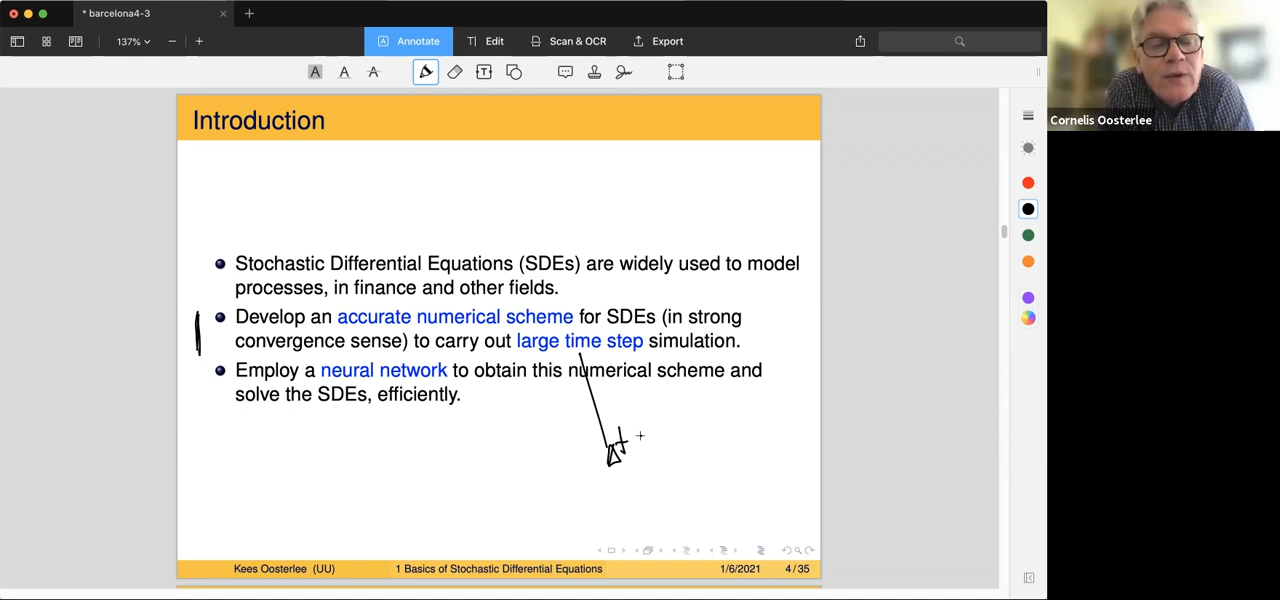 * barcelona4-3
137%
Annotate
Edit
Scan & OCR
Export
Cornelis Oosterlee
Introduction
Stochastic Differential Equations (SDEs) are widely used to model
processes, in finance and other fields.
Develop an accurate numerical scheme for SDEs (in strong
convergence sense) to carry out large time step simulation.
Employ a neural network to obtain this numerical scheme and
solve the SDEs, efficiently.
Δt
Kees Oosterlee (UU) 1 Basics of Stochastic Differential Equations 1/6/2021 4 / 35